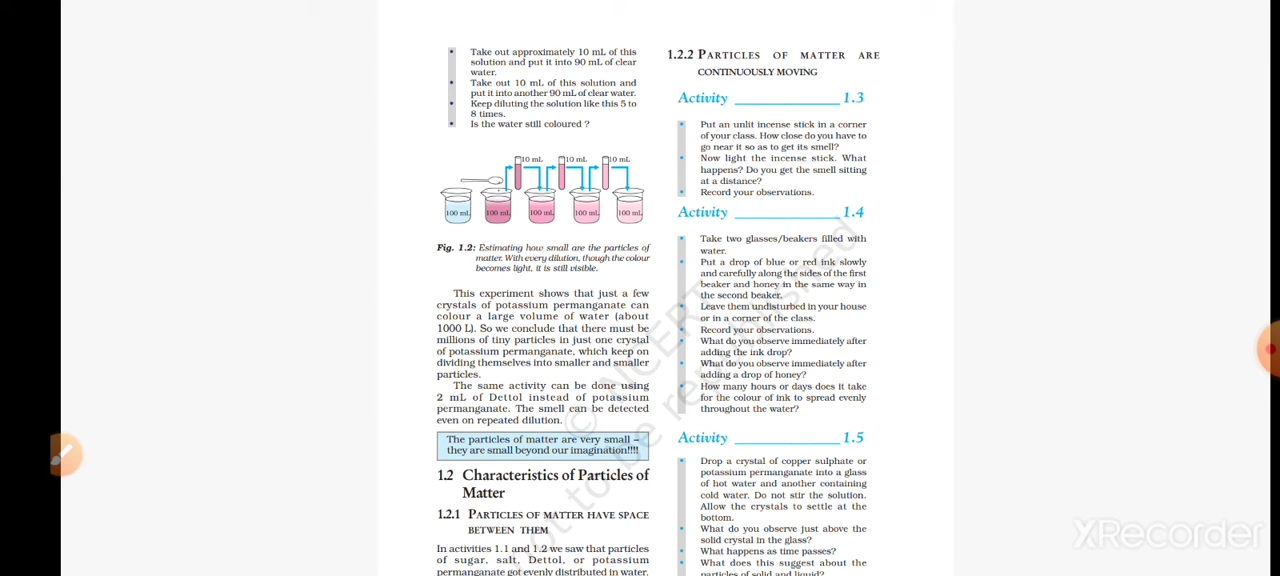 Take out approximately 10 mL of this
solution and put it into 90 mL of clear
water.
Take out 10 mL of this solution and
put it into another 90 mL of clear water.
Keep diluting the solution like this 5 to
8 times.
Is the water still coloured ?
10 mL 10 mL 10 mL
100 mL 100 mL 100 mL 100 mL 100 mL
Fig. 1.2: Estimating how small are the particles of
matter. With every dilution, though the colour
becomes light, it is still visible.
This experiment shows that just a few
crystals of potassium permanganate can
colour a large volume of water (about
1000 L). So we conclude that there must be
millions of tiny particles in just one crystal
of potassium permanganate, which keep on
dividing themselves into smaller and smaller
particles.
The same activity can be done using
2 mL of Dettol instead of potassium
permanganate. The smell can be detected
even on repeated dilution.
The particles of matter are very small –
they are small beyond our imagination!!!!
1.2 Characteristics of Particles of
Matter
1.2.1 PARTICLES OF MATTER HAVE SPACE
BETWEEN THEM
In activities 1.1 and 1.2 we saw that particles
of sugar, salt, Dettol, or potassium
permanganate got evenly distributed in water.
1.2.2 PARTICLES OF MATTER ARE
CONTINUOUSLY MOVING
Activity ______________ 1.3
Put an unlit incense stick in a corner
of your class. How close do you have to
go near it so as to get its smell?
Now light the incense stick. What
happens? Do you get the smell sitting
at a distance?
Record your observations.
Activity ______________ 1.4
Take two glasses/beakers filled with
water.
Put a drop of blue or red ink slowly
and carefully along the sides of the first
beaker and honey in the same way in
the second beaker.
Leave them undisturbed in your house
or in a corner of the class.
Record your observations.
What do you observe immediately after
adding the ink drop?
What do you observe immediately after
adding a drop of honey?
How many hours or days does it take
for the colour of ink to spread evenly
throughout the water?
Activity ______________ 1.5
Drop a crystal of copper sulphate or
potassium permanganate into a glass
of hot water and another containing
cold water. Do not stir the solution.
Allow the crystals to settle at the
bottom.
What do you observe just above the
solid crystal in the glass?
What happens as time passes?
What does this suggest about the
particles of solid and liquid?
© NCERT
not to be republished
XRecorder